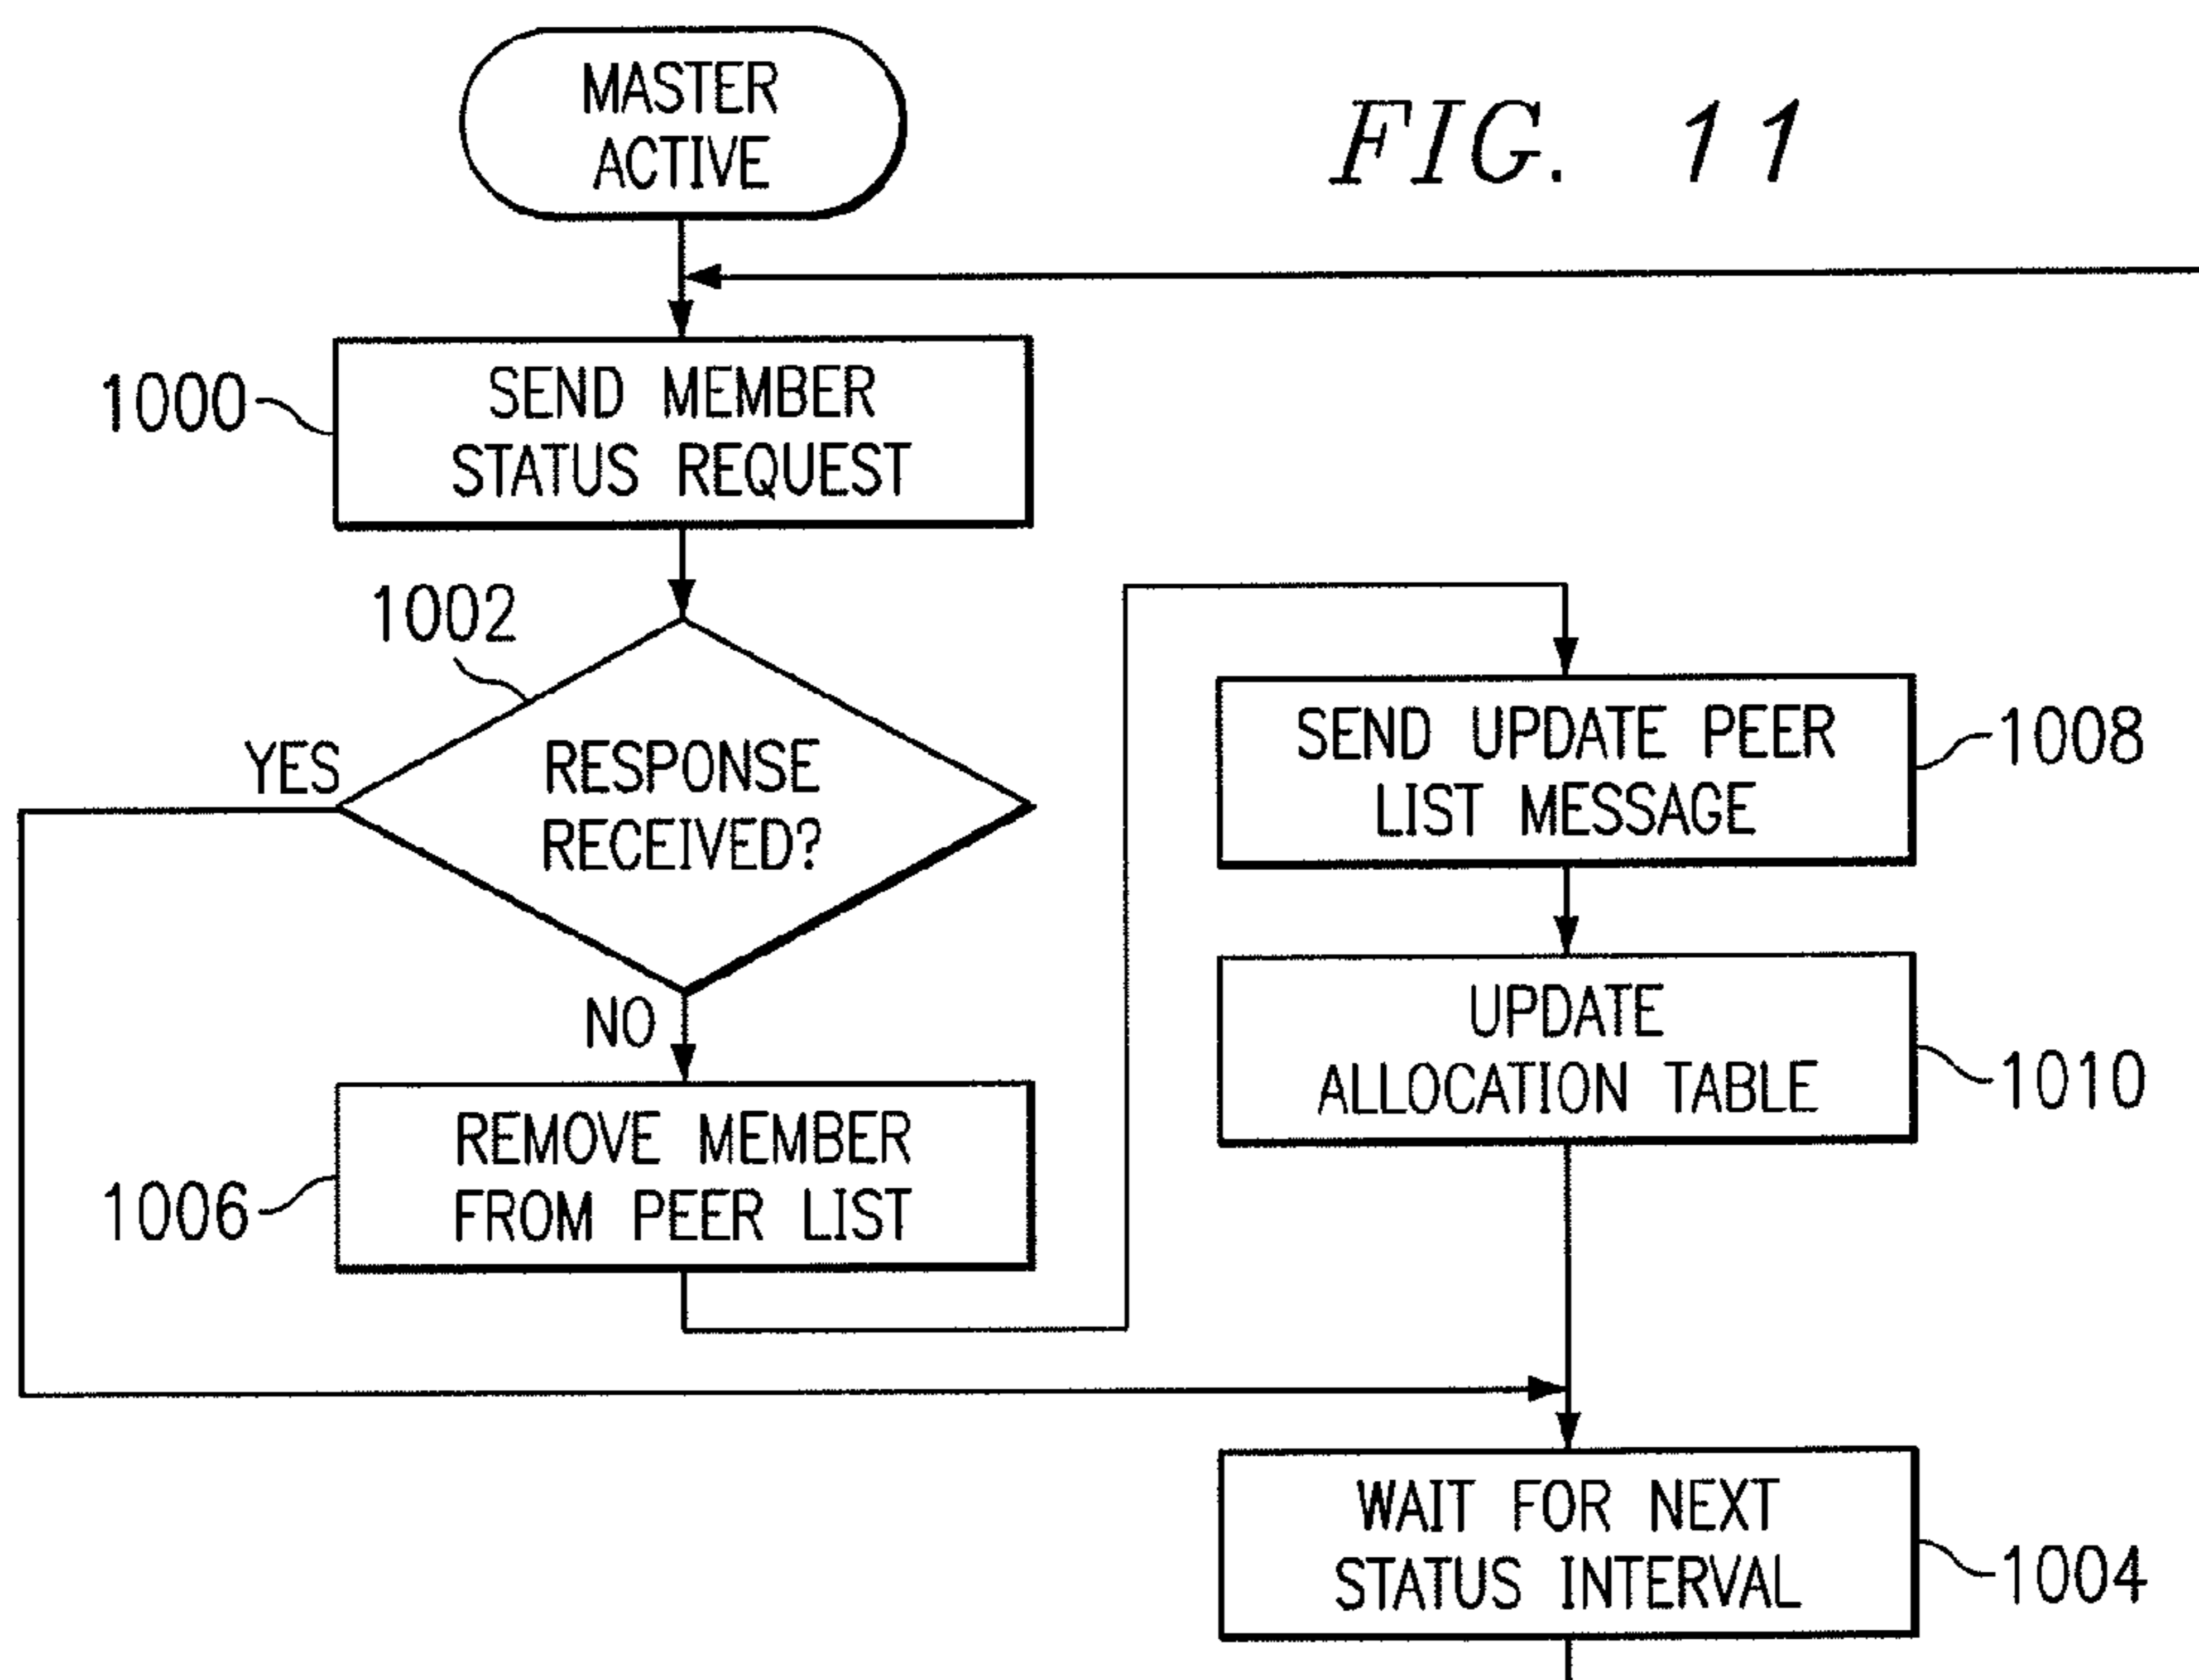 MASTER
ACTIVE
FIG. 11
1000
SEND MEMBER
STATUS REQUEST
1002
YES
RESPONSE
RECEIVED?
NO
1006
REMOVE MEMBER
FROM PEER LIST
SEND UPDATE PEER
LIST MESSAGE
1008
UPDATE
ALLOCATION TABLE
1010
WAIT FOR NEXT
STATUS INTERVAL
1004